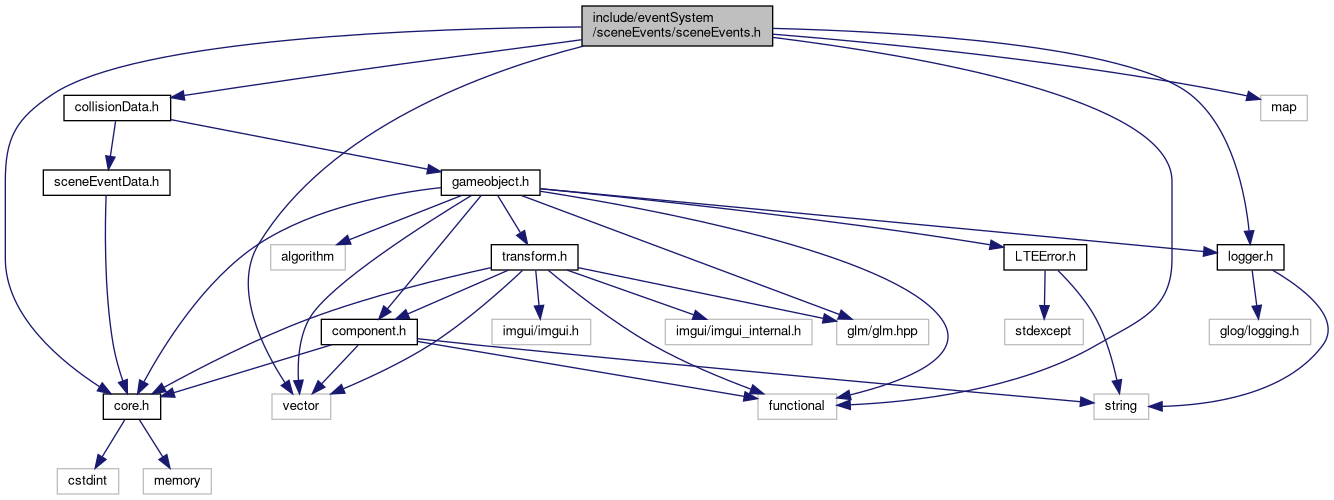 include/eventSystem
/sceneEvents/sceneEvents.h
collisionData.h
map
sceneEventData.h
gameobject.h
algorithm
transform.h
LTEError.h
logger.h
component.h
imgui/imgui.h
imgui/imgui_internal.h
glm/glm.hpp
stdexcept
glog/logging.h
core.h
vector
functional
string
cstdint
memory